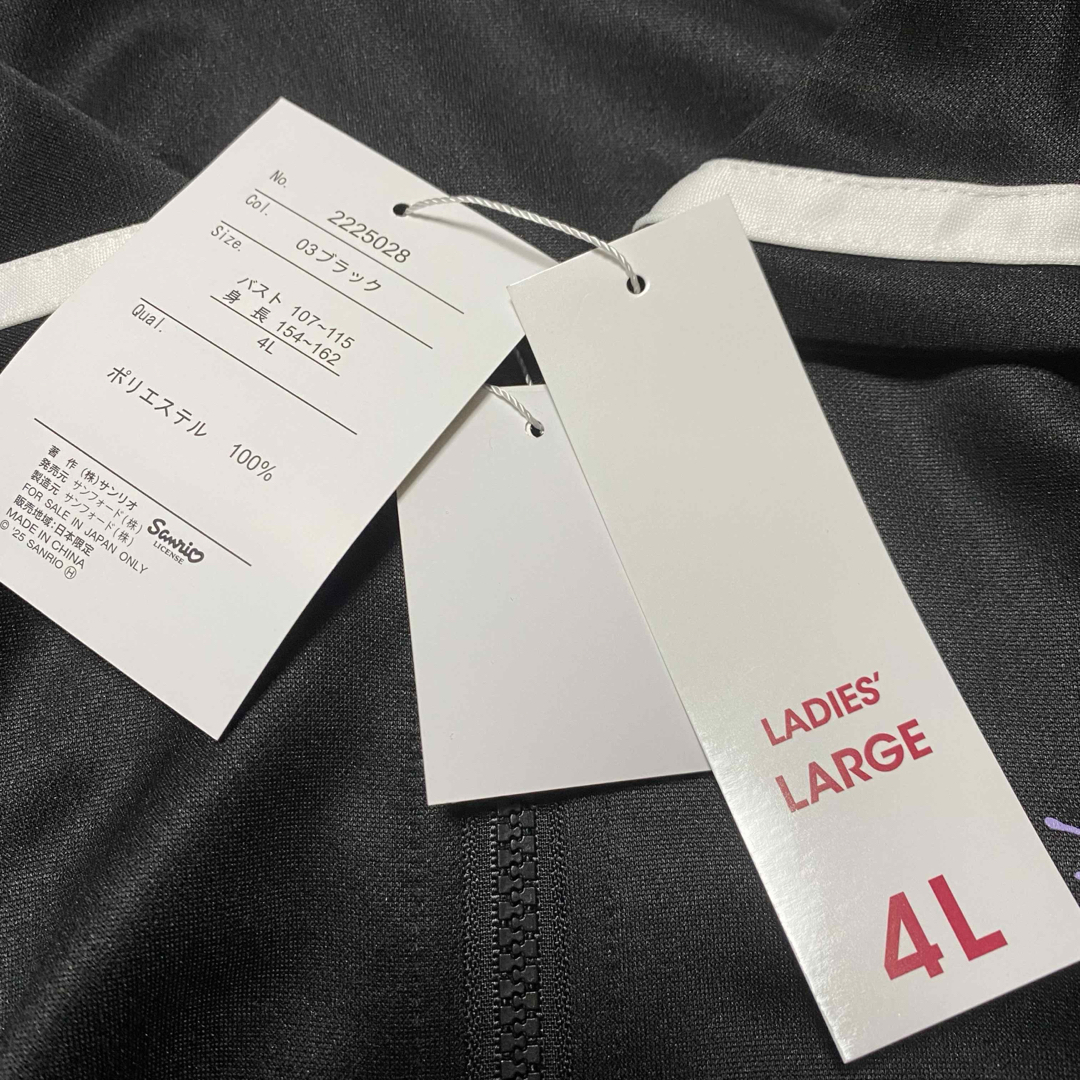 No. 2225028
Col. 03ブラック
Size. バスト 107~115
身 長 154~162
4L
Qual.
ポリエステル 100%
著 作 (株)サンリオ
発売元 サンフォード(株)
製造元 サンフォード(株)
FOR SALE IN JAPAN ONLY
販売地域:日本限定
MADE IN CHINA
© '25 SANRIO Ⓗ
Sanrio
LICENSE
LADIES'
LARGE
4L